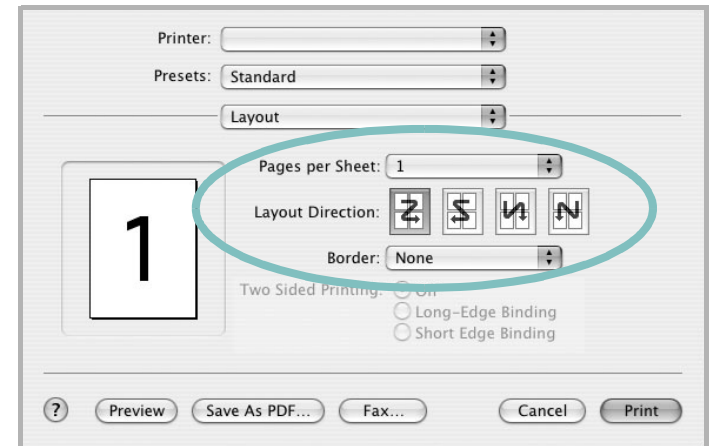 Printer:
Presets: Standard
Layout
Pages per Sheet: 1
1
Layout Direction:
Border: None
Two Sided Printing: Off
Long-Edge Binding
Short Edge Binding
? Preview Save As PDF... Fax... Cancel Print